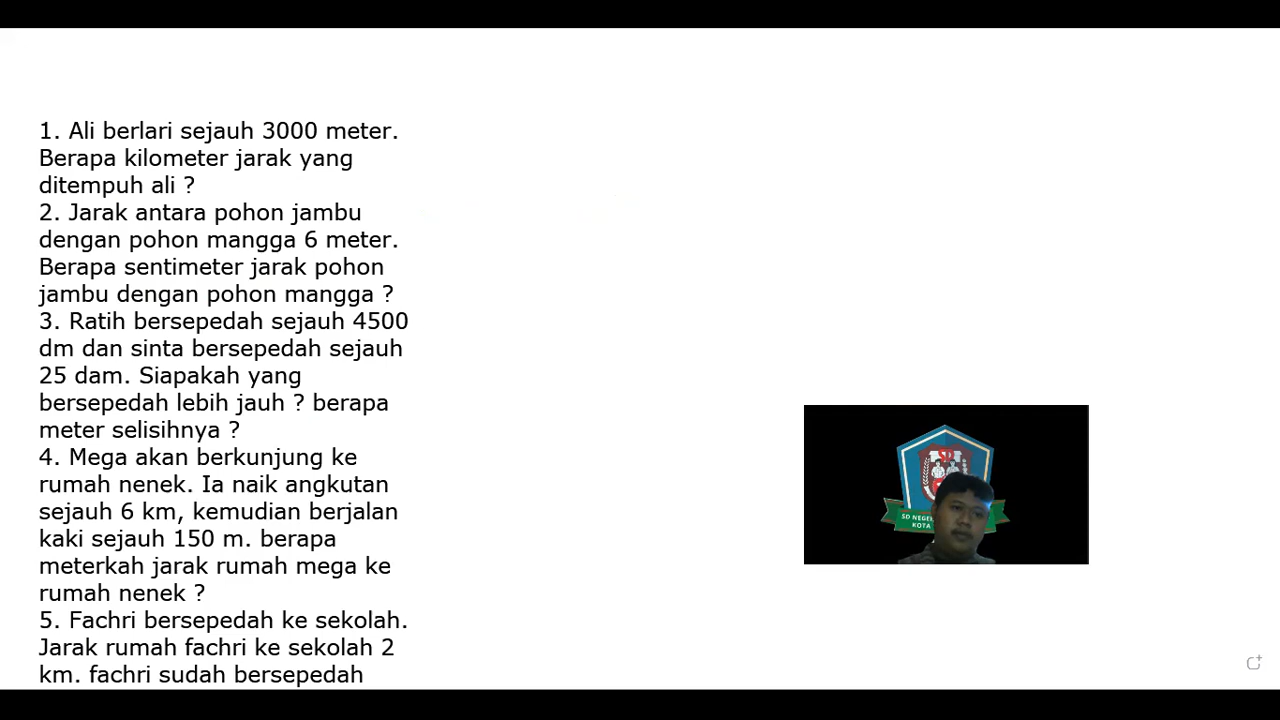 1. Ali berlari sejauh 3000 meter.
Berapa kilometer jarak yang
ditempuh ali ?
2. Jarak antara pohon jambu
dengan pohon mangga 6 meter.
Berapa sentimeter jarak pohon
jambu dengan pohon mangga ?
3. Ratih bersepedah sejauh 4500
dm dan sinta bersepedah sejauh
25 dam. Siapakah yang
bersepedah lebih jauh ? berapa
meter selisihnya ?
4. Mega akan berkunjung ke
rumah nenek. Ia naik angkutan
sejauh 6 km, kemudian berjalan
kaki sejauh 150 m. berapa
meterkah jarak rumah mega ke
rumah nenek ?
5. Fachri bersepedah ke sekolah.
Jarak rumah fachri ke sekolah 2
km. fachri sudah bersepedah
SD
SD NEGER
KOTA